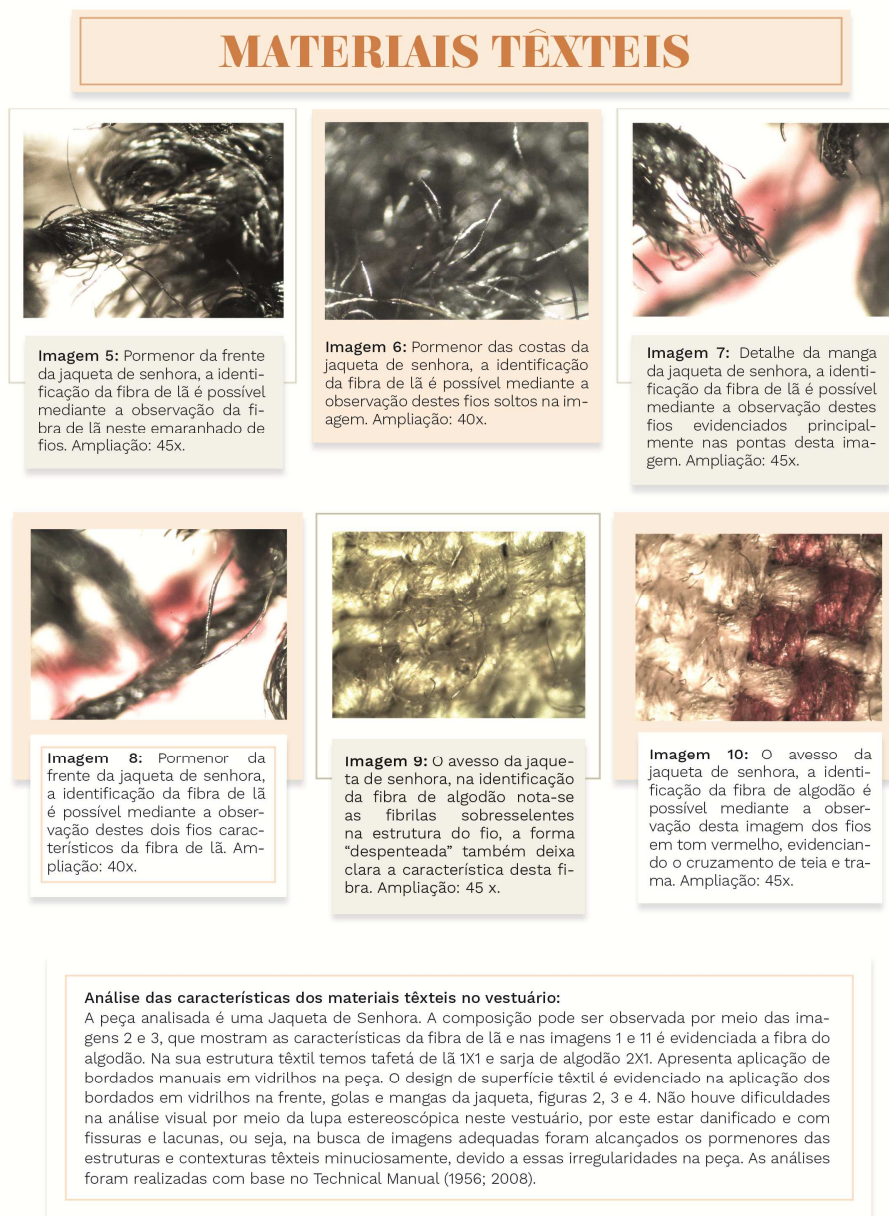 MATERIAIS TÊXTEIS
Imagem 5: Pormenor da frente
da jaqueta de senhora, a identi-
ficação da fibra de lã é possível
mediante a observação da fi-
bra de lã neste emaranhado de
fios. Ampliação: 45x.
Imagem 6: Pormenor das costas da
jaqueta de senhora, a identificação
da fibra de lã é possível mediante a
observação destes fios soltos na im-
agem. Ampliação: 40x.
Imagem 7: Detalhe da manga
da jaqueta de senhora, a identi-
ficação da fibra de lã é possível
mediante a observação destes
fios evidenciados principal-
mente nas pontas desta ima-
gem. Ampliação: 45x.
Imagem 8: Pormenor da
frente da jaqueta de senhora,
a identificação da fibra de lã
é possível mediante a obser-
vação destes dois fios carac-
terísticos da fibra de lã. Am-
pliação: 40x.
Imagem 9: O avesso da jaque-
ta de senhora, na identificação
da fibra de algodão nota-se
as fibrilas sobresselentes
na estrutura do fio, a forma
“despenteada” também deixa
clara a característica desta fi-
bra. Ampliação: 45 x.
Imagem 10: O avesso da
jaqueta de senhora, a identi-
ficação da fibra de algodão é
possível mediante a obser-
vação desta imagem dos fios
em tom vermelho, evidencian-
do o cruzamento de teia e tra-
ma. Ampliação: 45x.
Análise das características dos materiais têxteis no vestuário:
A peça analisada é uma Jaqueta de Senhora. A composição pode ser observada por meio das ima-
gens 2 e 3, que mostram as características da fibra de lã e nas imagens 1 e 11 é evidenciada a fibra do
algodão. Na sua estrutura têxtil temos tafetá de lã 1X1 e sarja de algodão 2X1. Apresenta aplicação de
bordados manuais em vidrilhos na peça. O design de superfície têxtil é evidenciado na aplicação dos
bordados em vidrilhos na frente, golas e mangas da jaqueta, figuras 2, 3 e 4. Não houve dificuldades
na análise visual por meio da lupa estereoscópica neste vestuário, por este estar danificado e com
fissuras e lacunas, ou seja, na busca de imagens adequadas foram alcançados os pormenores das
estruturas e contexturas têxteis minuciosamente, devido a essas irregularidades na peça. As análises
foram realizadas com base no Technical Manual (1956; 2008).